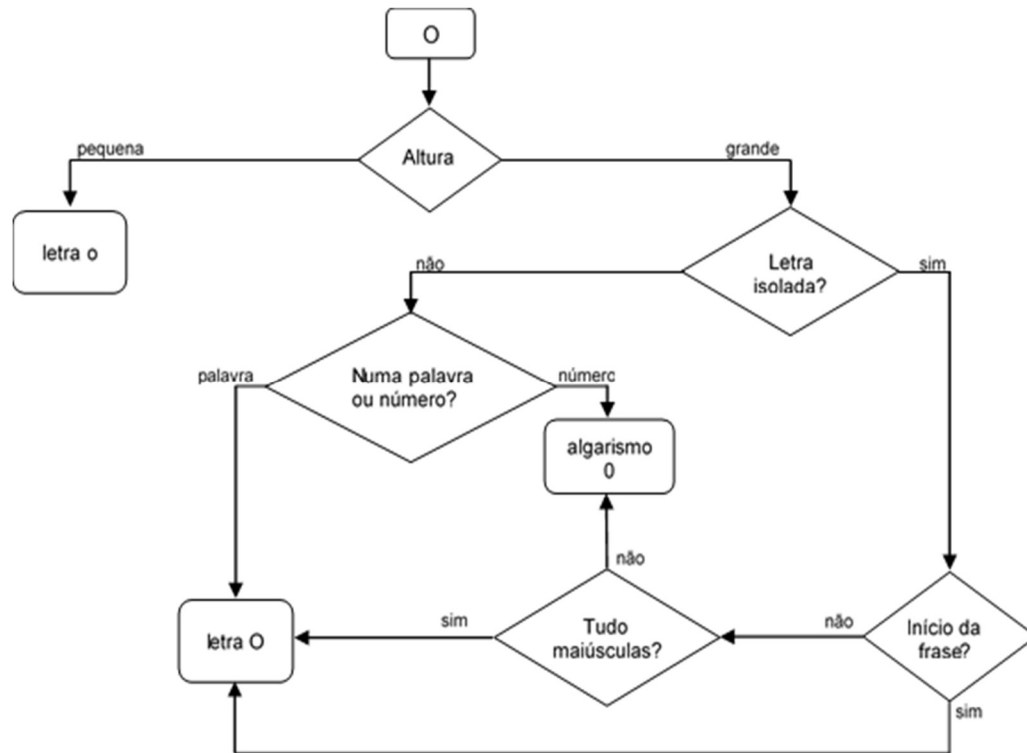 O
Altura
pequena
grande
letra o
Letra
isolada?
não
sim
Numa palavra
ou número?
palavra
número
algarismo
0
não
letra O
sim
Tudo
maiúsculas?
não
Início da
frase?
sim